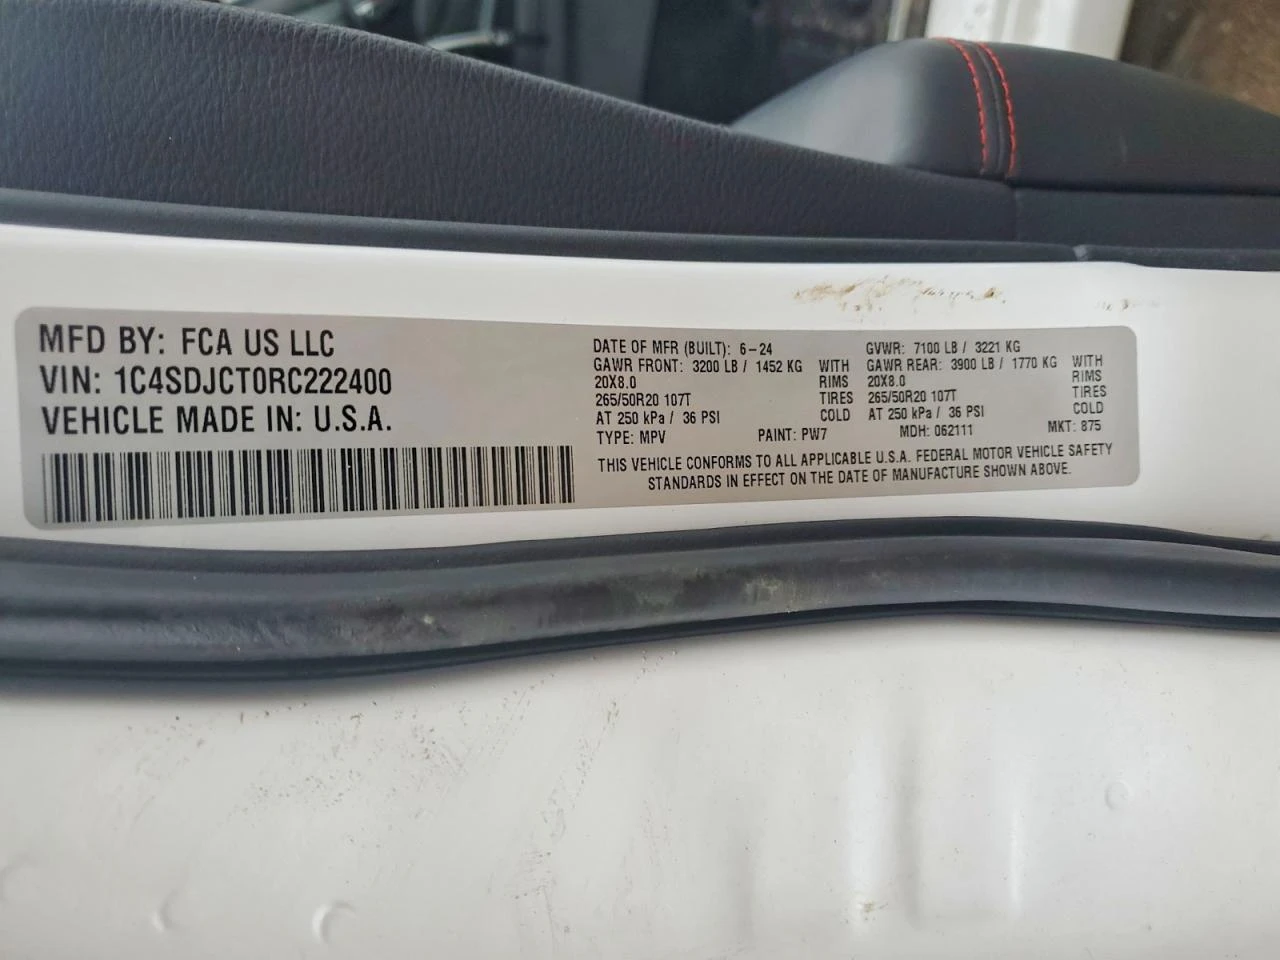 MFD BY: FCA US LLC
VIN: 1C4SDJCT0RC222400
VEHICLE MADE IN: U.S.A.
DATE OF MFR (BUILT): 6-24
GAWR FRONT: 3200 LB / 1452 KG WITH
20X8.0 RIMS
265/50R20 107T TIRES
AT 250 kPa / 36 PSI COLD
TYPE: MPV PAINT: PW7
GVWR: 7100 LB / 3221 KG
GAWR REAR: 3900 LB / 1770 KG WITH
20X8.0 RIMS
265/50R20 107T TIRES
AT 250 kPa / 36 PSI COLD
MDH: 062111 MKT: 875
THIS VEHICLE CONFORMS TO ALL APPLICABLE U.S.A. FEDERAL MOTOR VEHICLE SAFETY
STANDARDS IN EFFECT ON THE DATE OF MANUFACTURE SHOWN ABOVE.